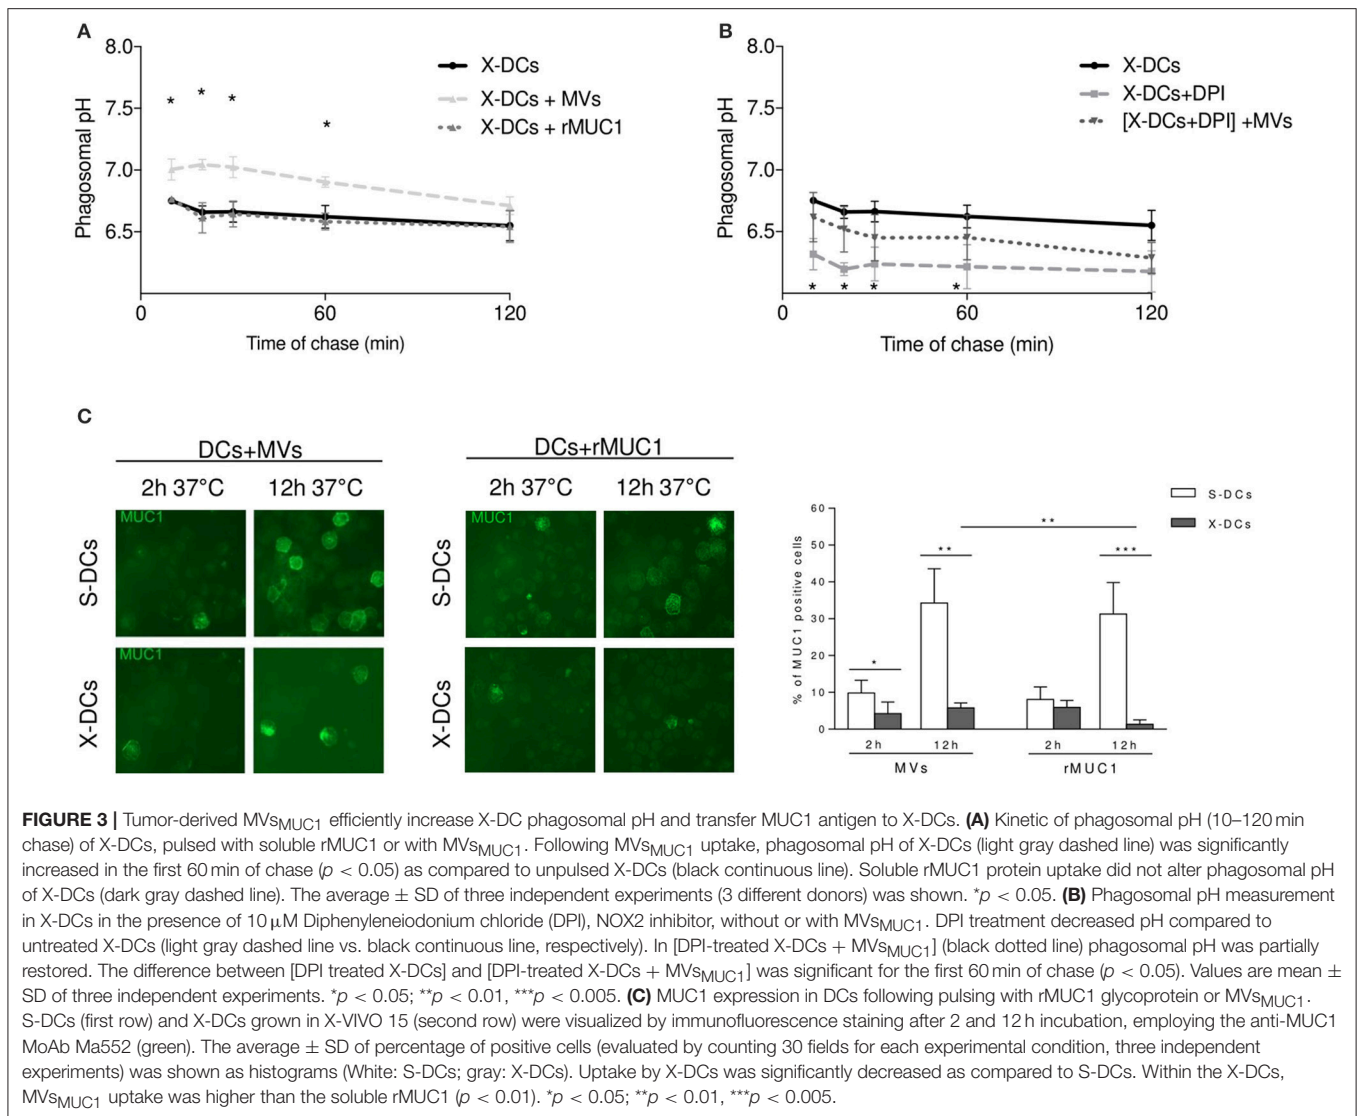 A
8.0
7.5
7.0
6.5
Phagosomal pH
X-DCs
X-DCs + MVs
X-DCs + rMUC1
* * * *
0 60 120
Time of chase (min)
B
8.0
7.5
7.0
6.5
Phagosomal pH
X-DCs
X-DCs+DPI
[X-DCs+DPI] +MVs
* * * *
0 60 120
Time of chase (min)
C
DCs+MVs
2h 37°C 12h 37°C
S-DCs
MUC1
X-DCs
MUC1
DCs+rMUC1
2h 37°C 12h 37°C
S-DCs
MUC1
X-DCs
S-DCs
X-DCs
% of MUC1 positive cells
60
50
40
30
20
10
0
*
**
**
***
2h 12h 2h 12h
MVs rMUC1
FIGURE 3 | Tumor-derived MVsMUC1 efficiently increase X-DC phagosomal pH and transfer MUC1 antigen to X-DCs. (A) Kinetic of phagosomal pH (10–120 min
chase) of X-DCs, pulsed with soluble rMUC1 or with MVsMUC1. Following MVsMUC1 uptake, phagosomal pH of X-DCs (light gray dashed line) was significantly
increased in the first 60 min of chase (p < 0.05) as compared to unpulsed X-DCs (black continuous line). Soluble rMUC1 protein uptake did not alter phagosomal pH
of X-DCs (dark gray dashed line). The average ± SD of three independent experiments (3 different donors) was shown. *p < 0.05. (B) Phagosomal pH measurement
in X-DCs in the presence of 10 μM Diphenyleneiodonium chloride (DPI), NOX2 inhibitor, without or with MVsMUC1. DPI treatment decreased pH compared to
untreated X-DCs (light gray dashed line vs. black continuous line, respectively). In [DPI-treated X-DCs + MVsMUC1] (black dotted line) phagosomal pH was partially
restored. The difference between [DPI treated X-DCs] and [DPI-treated X-DCs + MVsMUC1] was significant for the first 60 min of chase (p < 0.05). Values are mean ±
SD of three independent experiments. *p < 0.05; **p < 0.01, ***p < 0.005. (C) MUC1 expression in DCs following pulsing with rMUC1 glycoprotein or MVsMUC1.
S-DCs (first row) and X-DCs grown in X-VIVO 15 (second row) were visualized by immunofluorescence staining after 2 and 12 h incubation, employing the anti-MUC1
MoAb Ma552 (green). The average ± SD of percentage of positive cells (evaluated by counting 30 fields for each experimental condition, three independent
experiments) was shown as histograms (White: S-DCs; gray: X-DCs). Uptake by X-DCs was significantly decreased as compared to S-DCs. Within the X-DCs,
MVsMUC1 uptake was higher than the soluble rMUC1 (p < 0.01). *p < 0.05; **p < 0.01, ***p < 0.005.